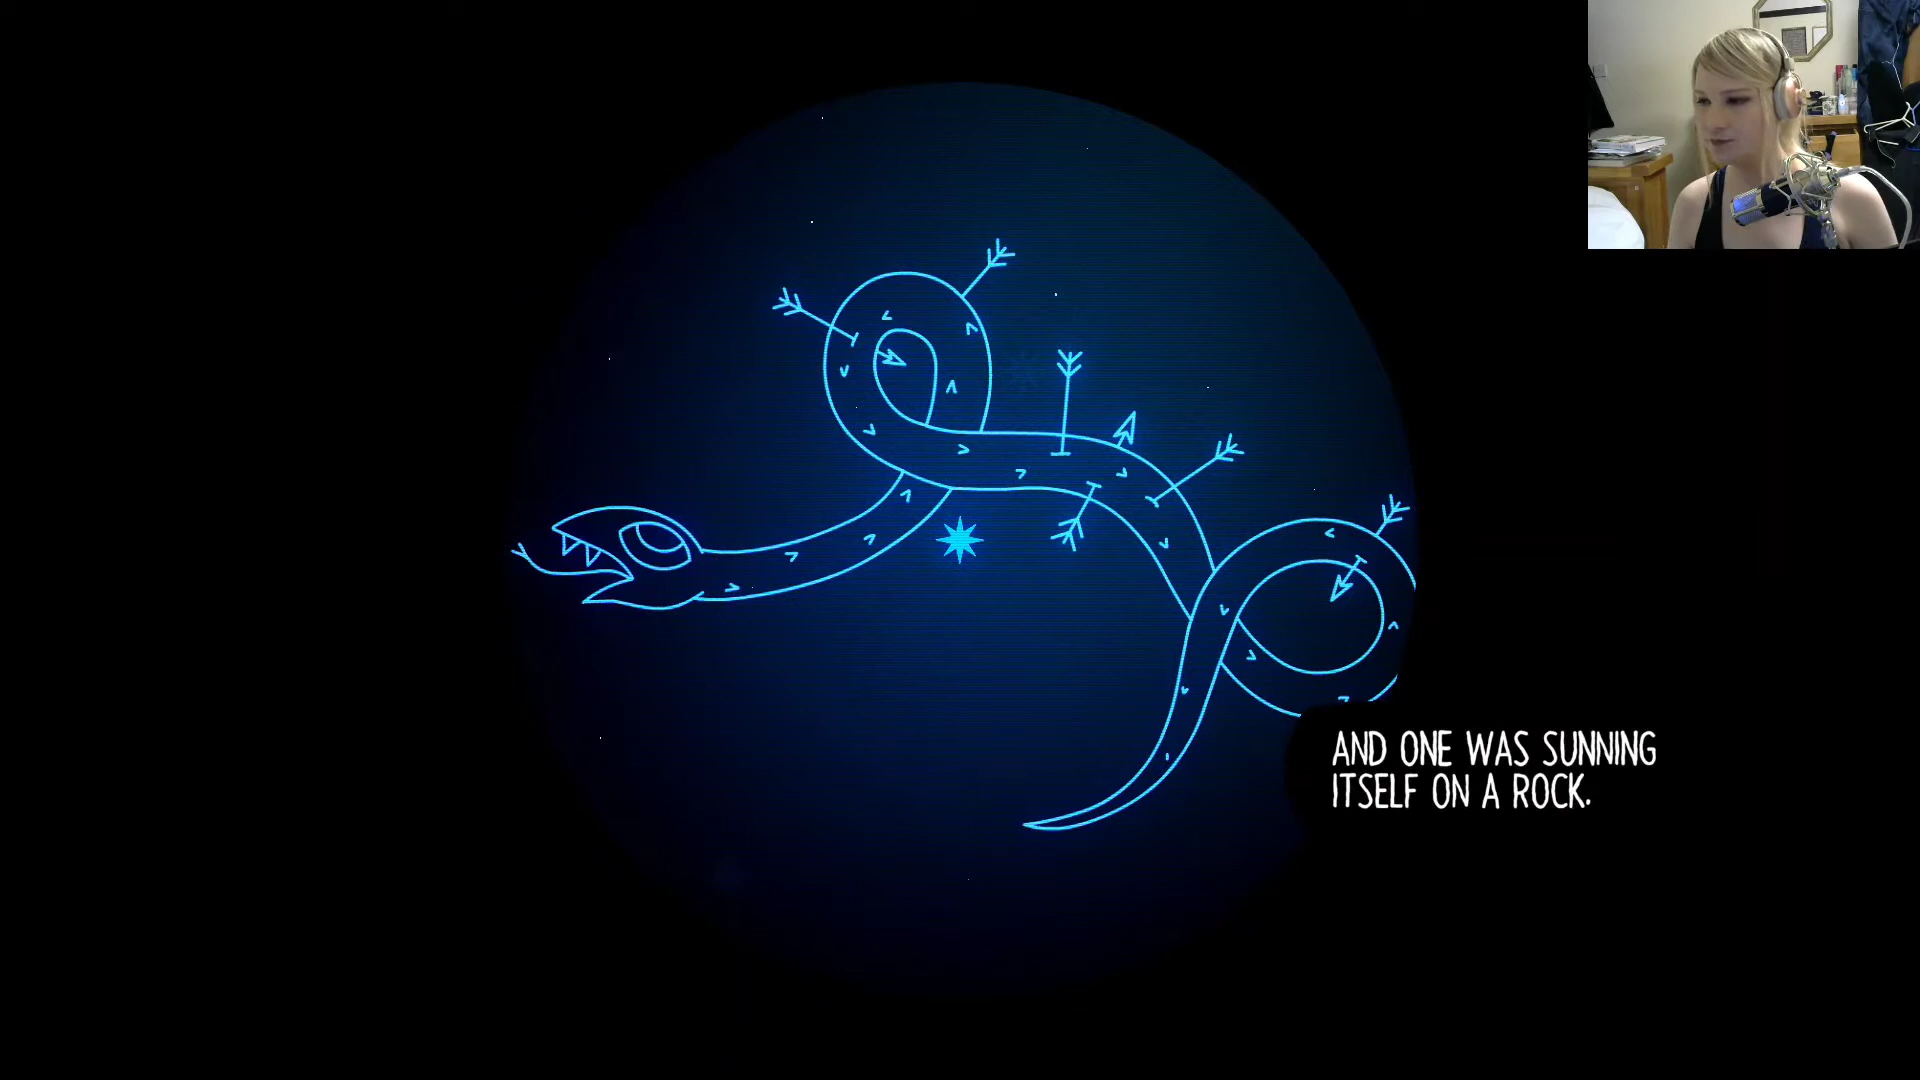 AND ONE WAS SUNNING
ITSELF ON A ROCK.